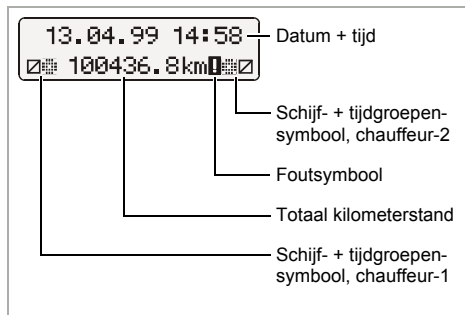 13.04.99 14:58
100436.8km
Datum + tijd
Schijf- + tijdgroepen-
symbool, chauffeur-2
Foutsymbool
Totaal kilometerstand
Schijf- + tijdgroepen-
symbool, chauffeur-1